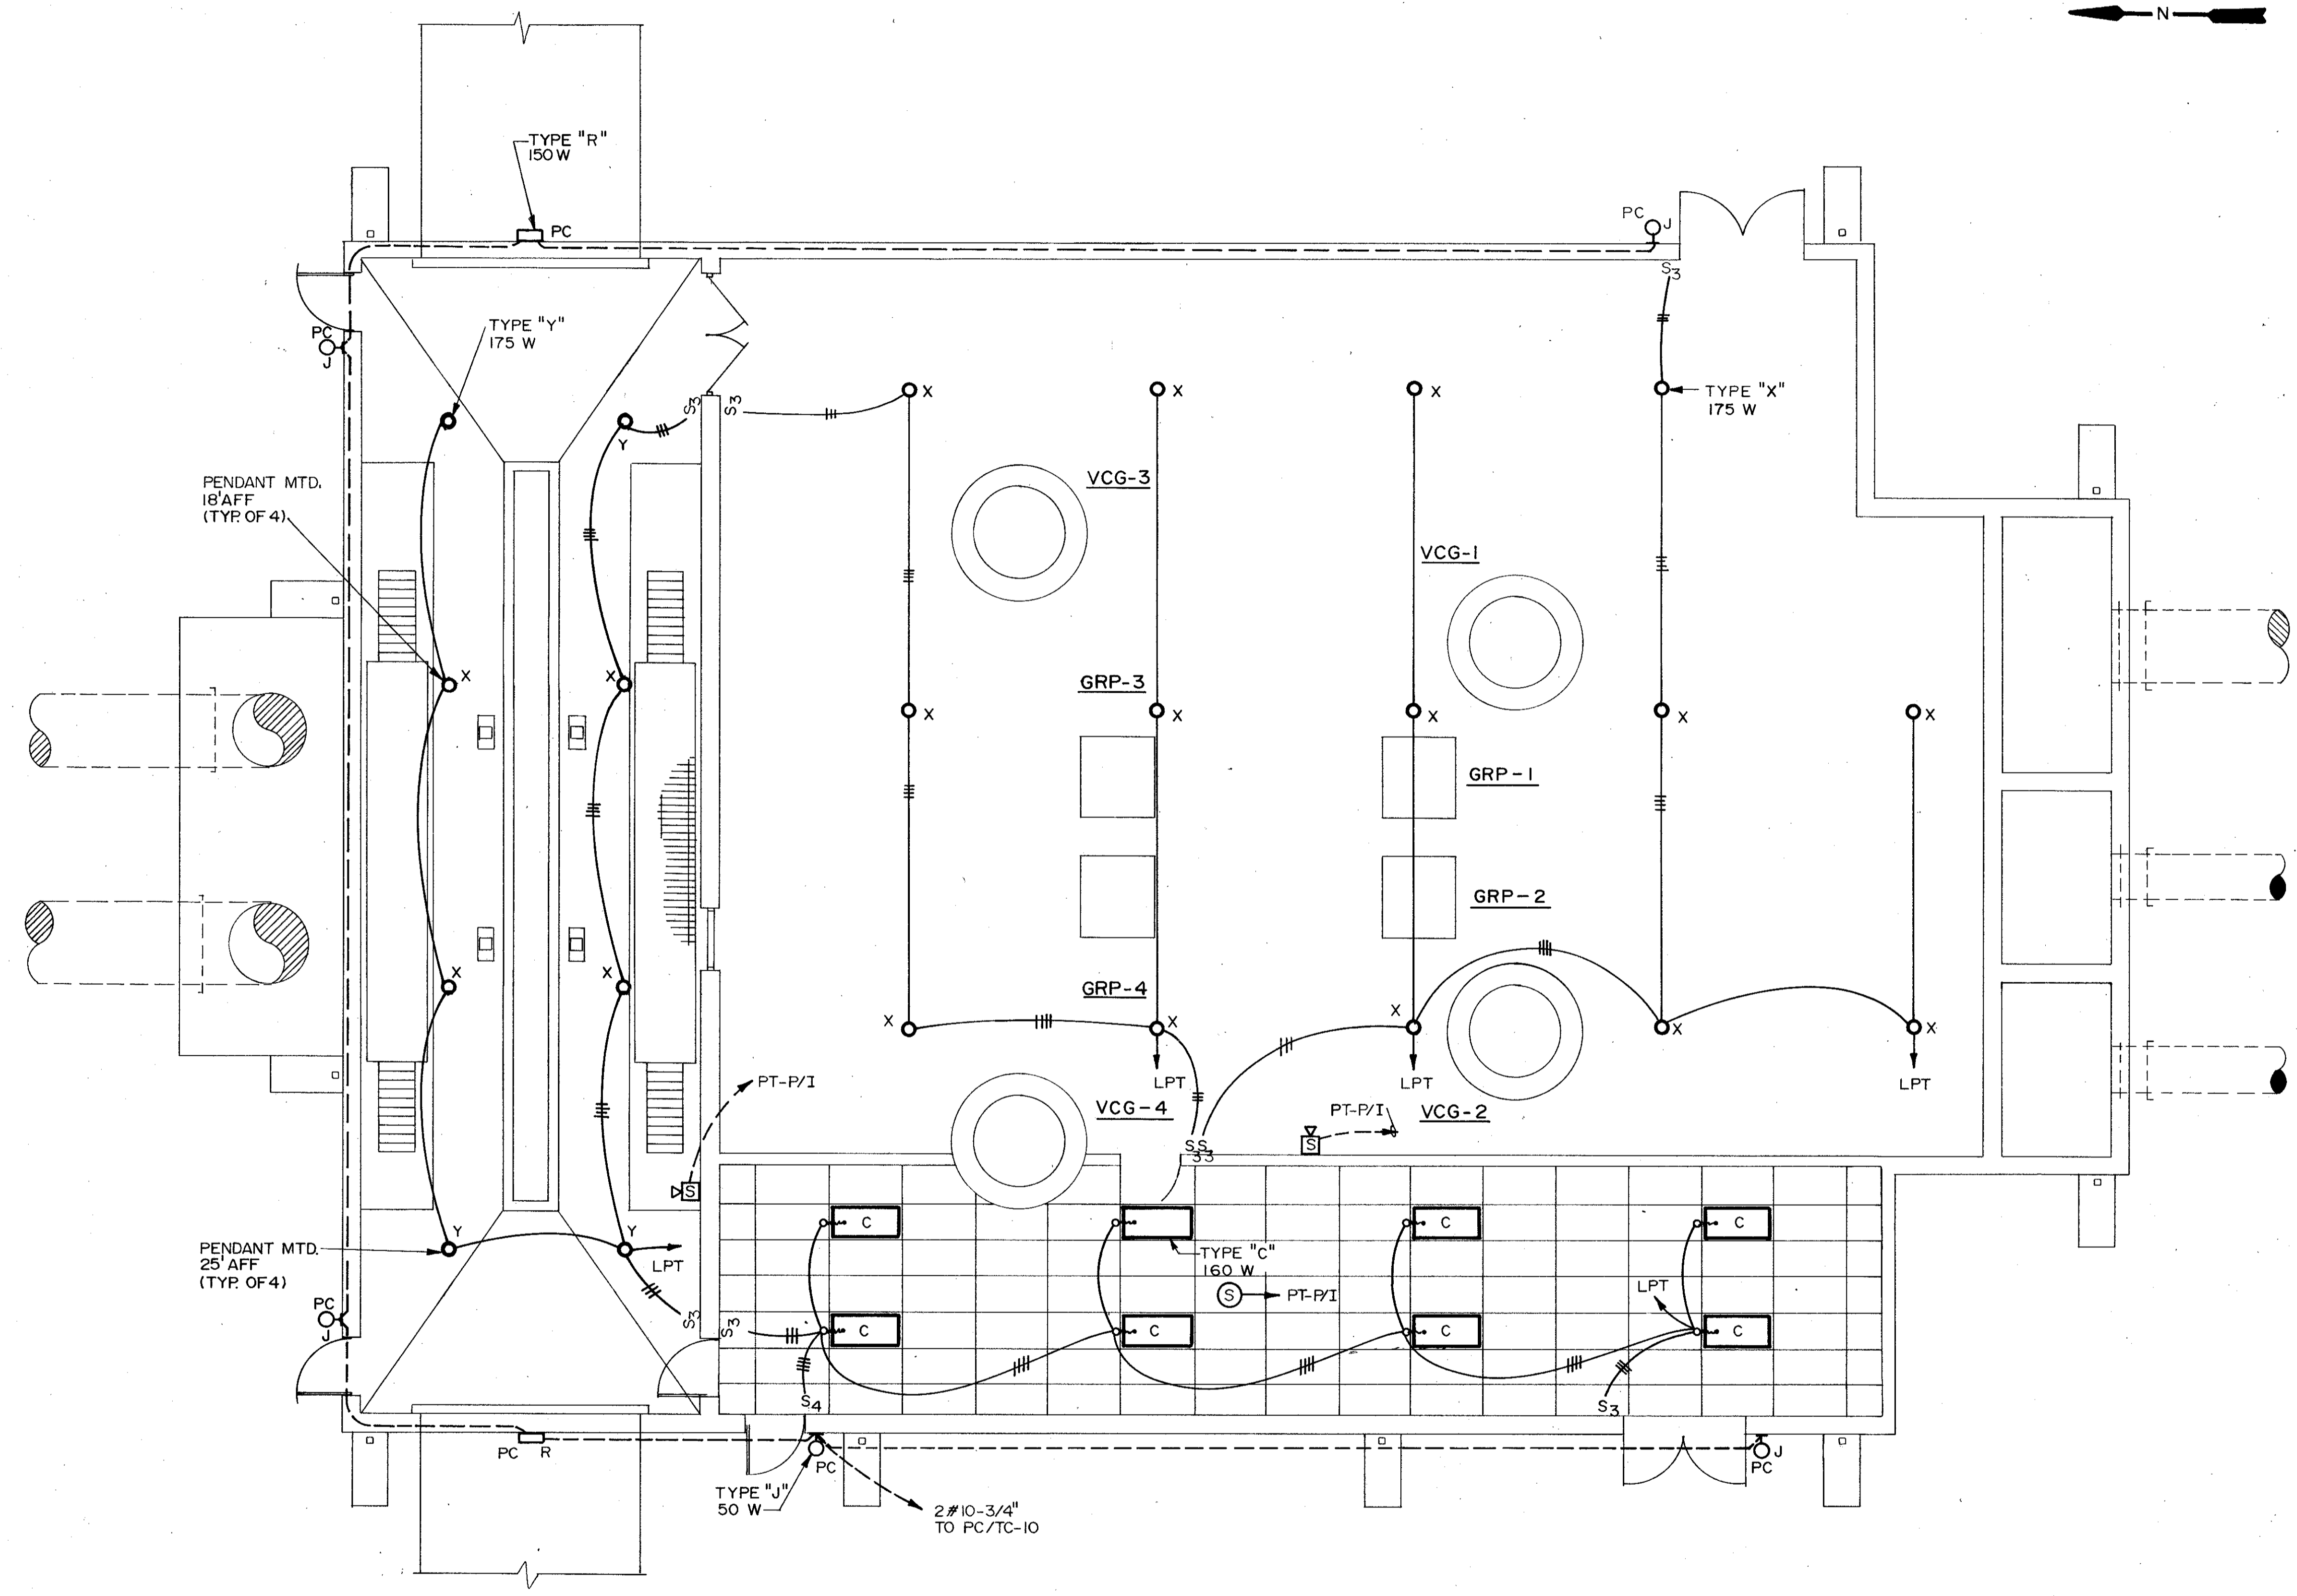 N
TYPE "R"
150 W
PC
PC
J
S3
PC
J
TYPE "Y"
175 W
S3
S3
Y
X
X
X
TYPE "X"
175 W
PENDANT MTD.
18'AFF
(TYP. OF 4)
VCG-3
VCG-1
X
X
GRP-3
X
X
X
X
X
GRP-1
GRP-2
X
X
GRP-4
X
X
X
X
X
LPT
LPT
LPT
PT-P/I
VCG-4
PT-P/I
VCG-2
S
SS
33
S
C
C
C
TYPE "C"
160 W
Y
Y
PENDANT MTD.
25' AFF
(TYP. OF 4)
LPT
S
PT-P/I
LPT
PC
J
S3
S3
C
C
C
C
S4
S3
PC
R
PC
J
PC
TYPE "J"
50 W
2#10-3/4"
TO PC/TC-10